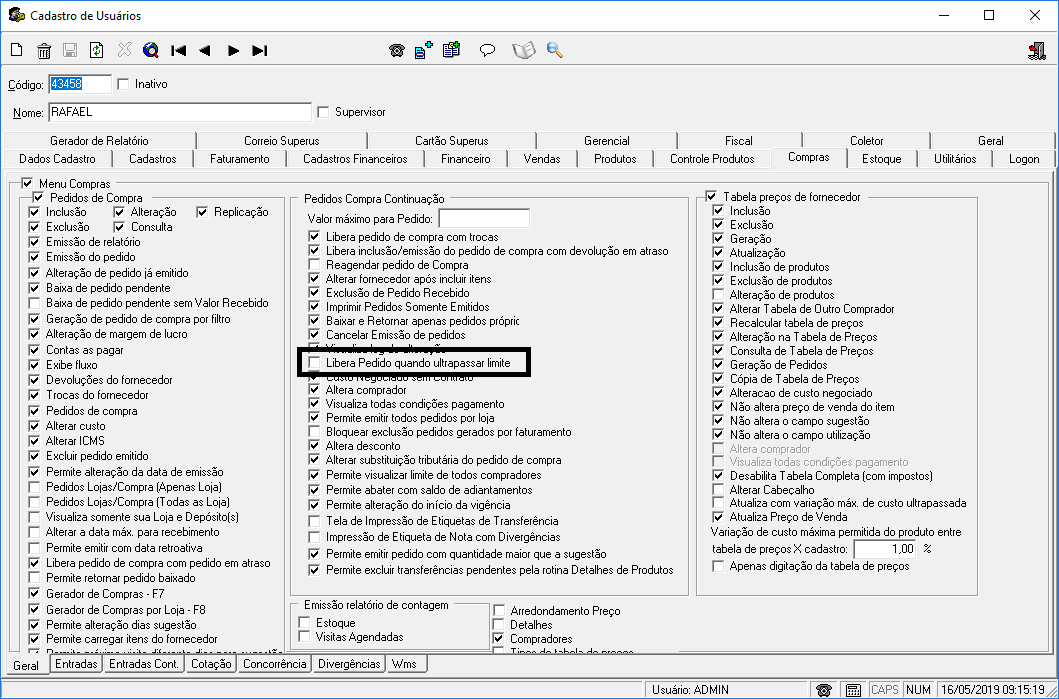 Cadastro de Usuários
Código: 43458 Inativo
Nome: RAFAEL Supervisor
Gerador de Relatório Correio Superus Cartão Superus Gerencial Fiscal Coletor Geral
Dados Cadastro Cadastros Faturamento Cadastros Financeiros Financeiro Vendas Produtos Controle Produtos Compras Estoque Utilitários Logon
Menu Compras
Pedidos de Compra
Inclusão Alteração Replicação
Exclusão Consulta
Emissão de relatório
Emissão do pedido
Alteração de pedido já emitido
Baixa de pedido pendente
Baixa de pedido pendente sem Valor Recebido
Geração de pedido de compra por filtro
Alteração de margem de lucro
Contas as pagar
Exibe fluxo
Devoluções do fornecedor
Trocas do fornecedor
Pedidos de compra
Alterar custo
Alterar ICMS
Excluir pedido emitido
Permite alteração da data de emissão
Pedidos Lojas/Compra (Apenas Loja)
Pedidos Lojas/Compra (Todas as Loja)
Visualiza somente sua Loja e Depósito(s)
Alterar a data máx. para recebimento
Permite emitir com data retroativa
Libera pedido de compra com pedido em atraso
Permite retornar pedido baixado
Gerador de Compras - F7
Gerador de Compras por Loja - F8
Permite alteração dias sugestão
Permite carregar itens do fornecedor
Pedidos Compra Continuação
Valor máximo para Pedido:
Libera pedido de compra com trocas
Libera inclusão/emissão do pedido de compra com devolução em atraso
Reagendar pedido de Compra
Alterar fornecedor após incluir itens
Exclusão de Pedido Recebido
Imprimir Pedidos Somente Emitidos
Baixar e Retornar apenas pedidos própric
Cancelar Emissão de pedidos
Visualiza log de alteração
Libera Pedido quando ultrapassar limite
Custo Negociado sem Contrato
Altera comprador
Visualiza todas condições pagamento
Permite emitir todos pedidos por loja
Bloquear exclusão pedidos gerados por faturamento
Altera desconto
Alterar substituição tributária do pedido de compra
Permite visualizar limite de todos compradores
Permite abater com saldo de adiantamentos
Permite alteração do início da vigência
Tela de Impressão de Etiquetas de Transferência
Impressão de Etiqueta de Nota com Divergências
Permite emitir pedido com quantidade maior que a sugestão
Permite excluir transferências pendentes pela rotina Detalhes de Produtos
Emissão relatório de contagem
Estoque
Visitas Agendadas
Arredondamento Preço
Detalhes
Compradores
Tipos de tabela de preços
Tabela preços de fornecedor
Inclusão
Exclusão
Geração
Atualização
Inclusão de produtos
Exclusão de produtos
Alteração de produtos
Alterar Tabela de Outro Comprador
Recalcular tabela de preços
Alteração na Tabela de Preços
Consulta de Tabela de Preços
Geração de Pedidos
Cópia de Tabela de Preços
Alteracao de custo negociado
Não altera preço de venda do item
Não altera o campo sugestão
Não altera o campo utilização
Altera comprador
Visualiza todas condições pagamento
Desabilita Tabela Completa (com impostos)
Alterar Cabeçalho
Atualiza com variação máx. de custo ultrapassada
Atualiza Preço de Venda
Variação de custo máxima permitida do produto entre
tabela de preços X cadastro: 1,00 %
Apenas digitação da tabela de preços
Geral Entradas Entradas Cont. Cotação Concorrência Divergências Wms
Usuário: ADMIN CAPS NUM 16/05/2019 09:15:19